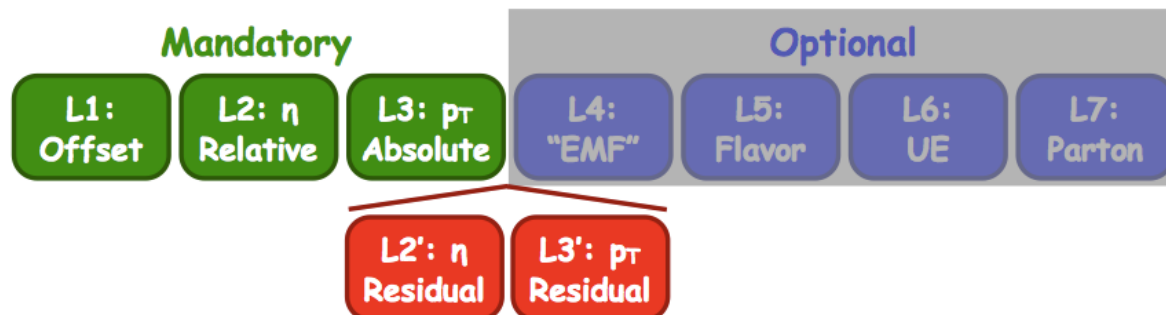 Mandatory
Optional
L1:
Offset
L2: η
Relative
L3: pT
Absolute
L4:
“EMF”
L5:
Flavor
L6:
UE
L7:
Parton
L2′: η
Residual
L3′: pT
Residual